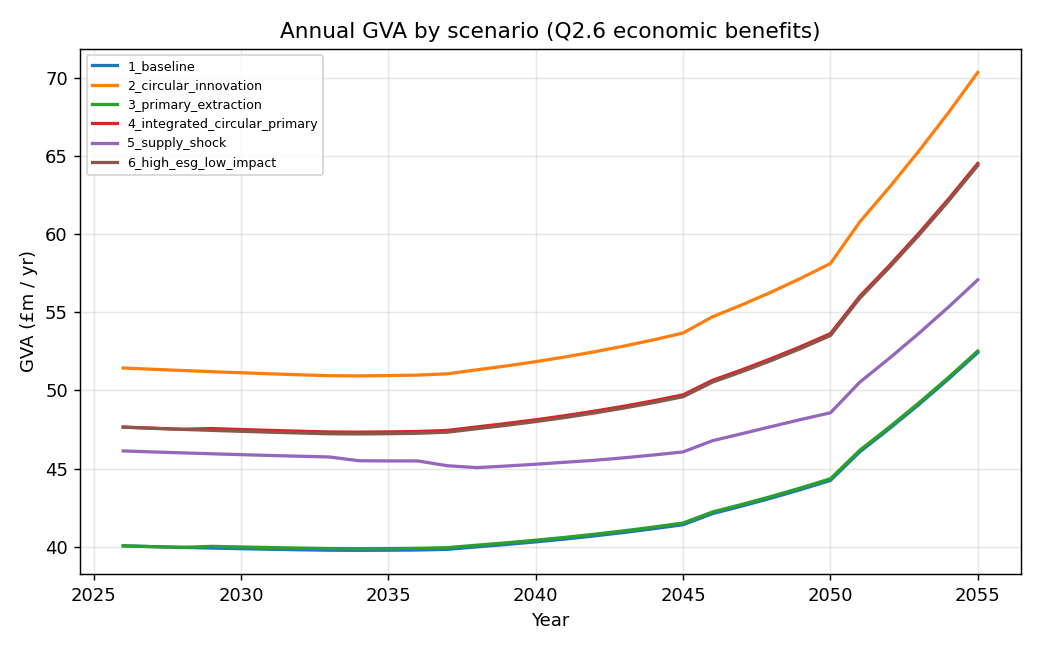 Annual GVA by scenario (Q2.6 economic benefits)
1_baseline
2_circular_innovation
3_primary_extraction
4_integrated_circular_primary
5_supply_shock
6_high_esg_low_impact
GVA (£m / yr)
70
65
60
55
50
45
40
2025 2030 2035 2040 2045 2050 2055
Year